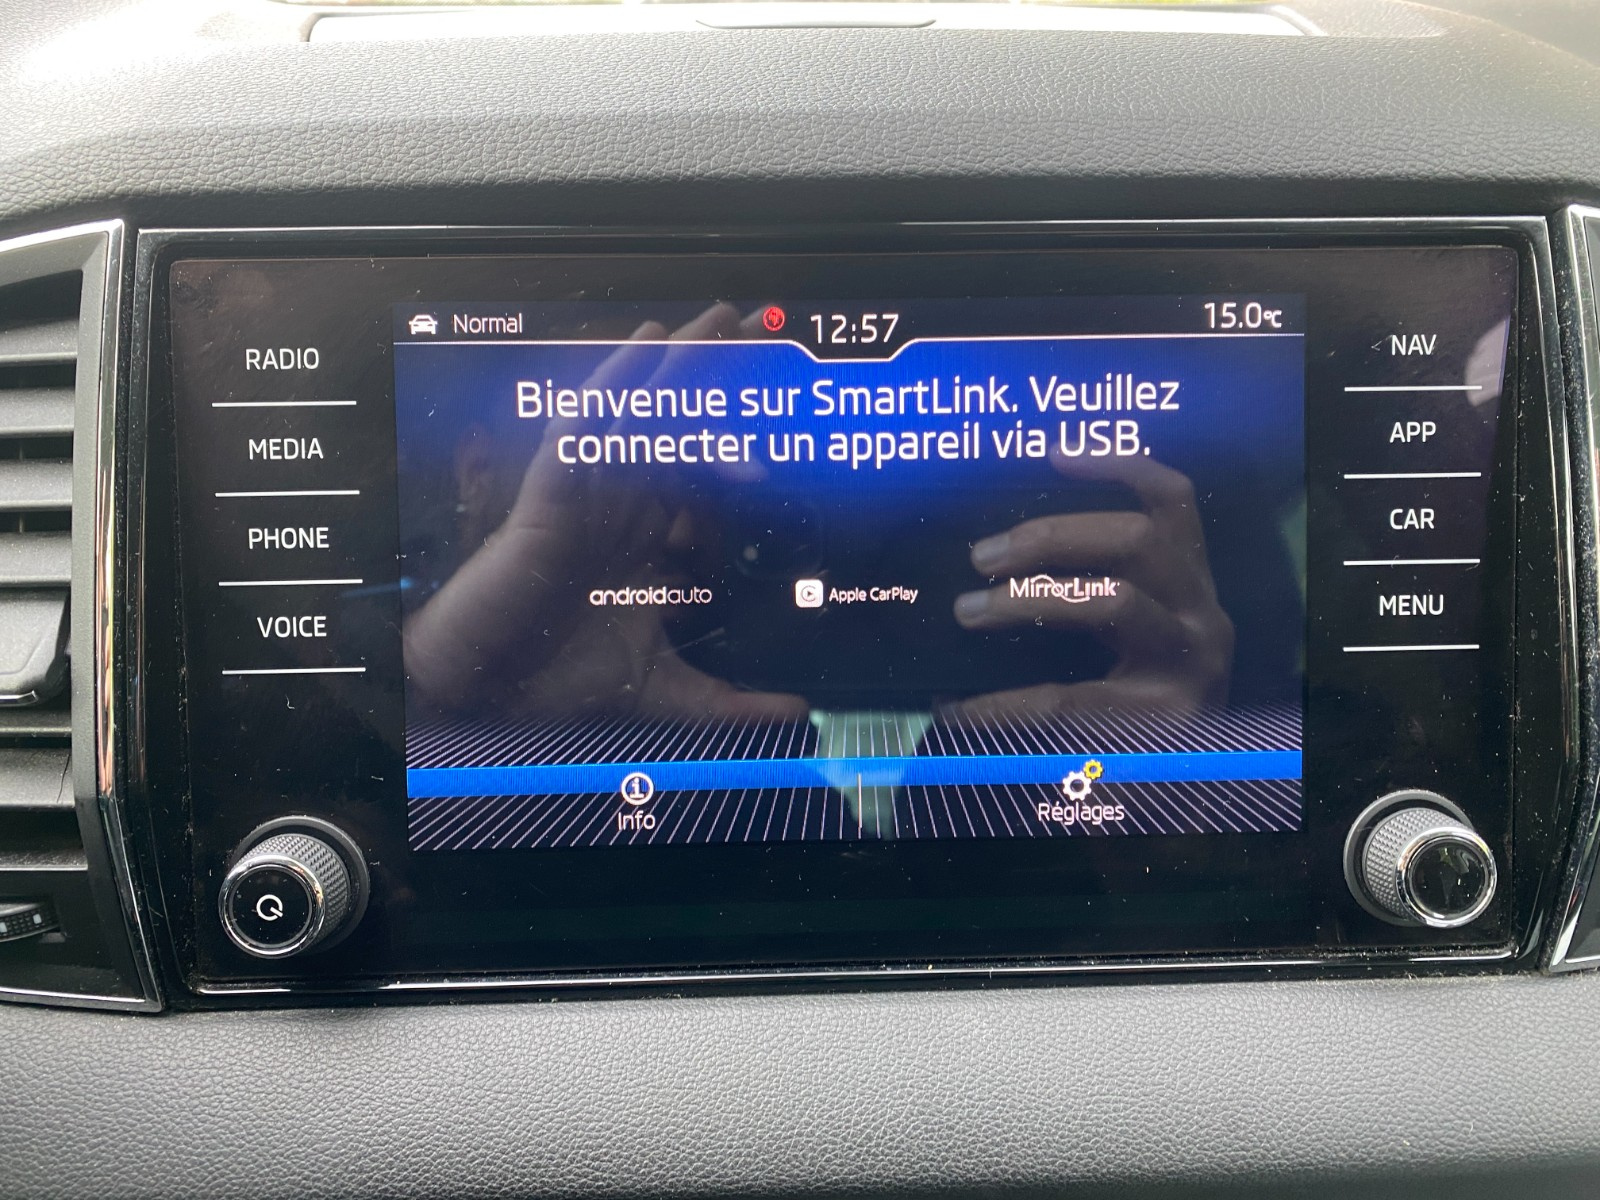 Normal
12:57
15.0°C
RADIO
MEDIA
PHONE
VOICE
Bienvenue sur SmartLink. Veuillez
connecter un appareil via USB.
androidauto
Apple CarPlay
MirrorLink
Info
Réglages
NAV
APP
CAR
MENU